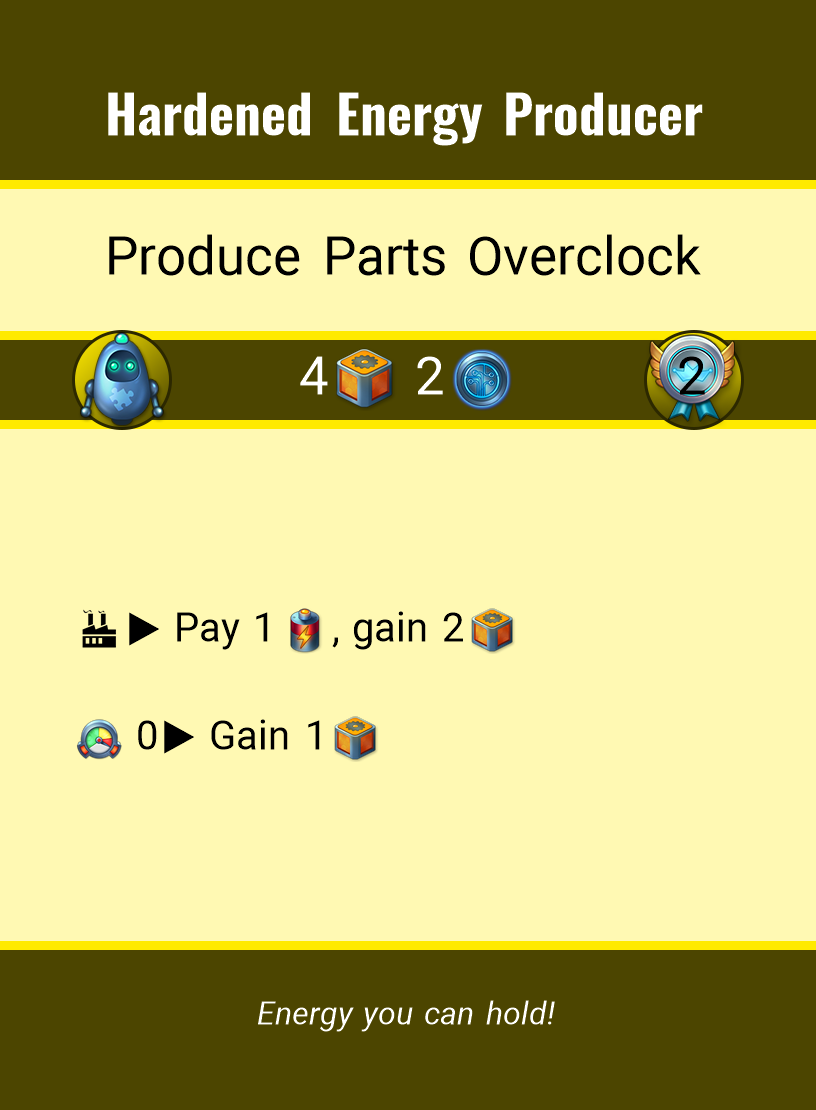 Hardened Energy Producer
Produce Parts Overclock
4 2 2
Pay 1 , gain 2
0 Gain 1
Energy you can hold!